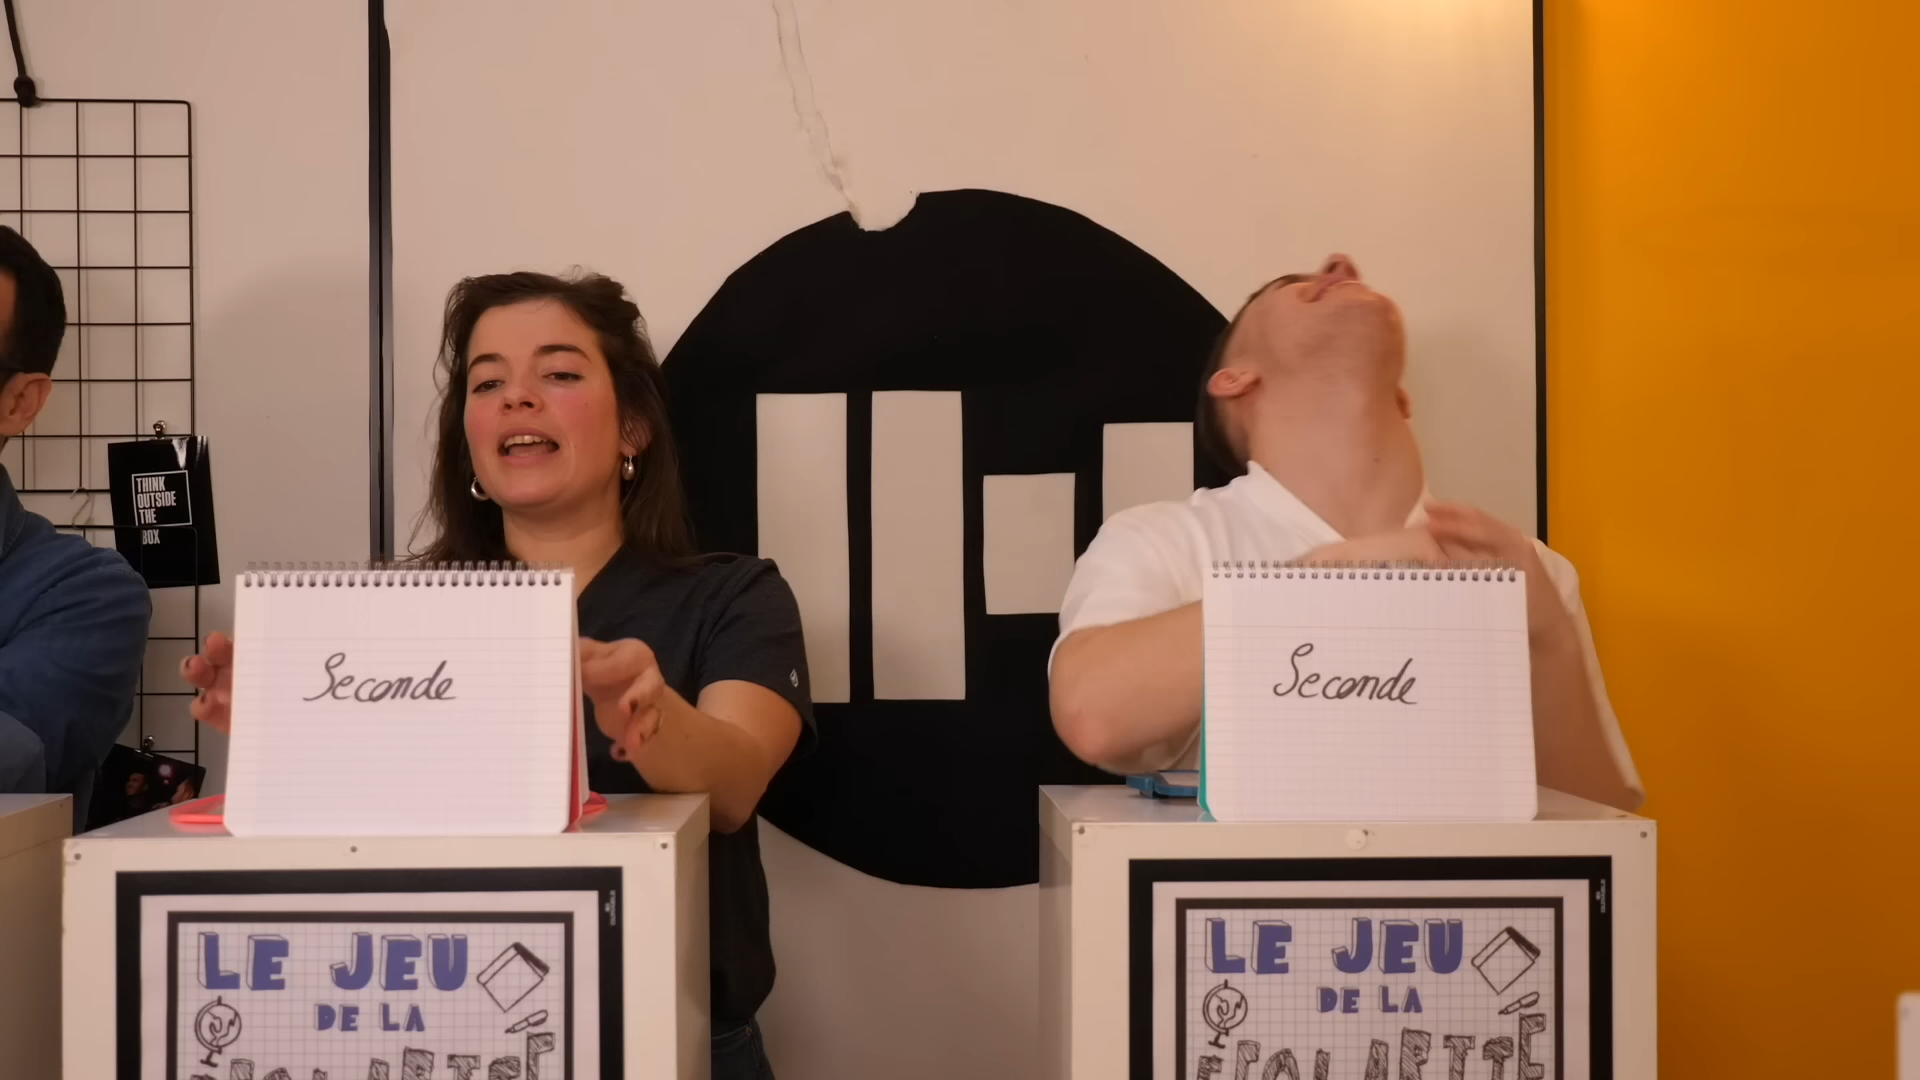 THINK
OUTSIDE
THE
BOX
Seconde
Seconde
LE JEU
DE LA
LE JEU
DE LA